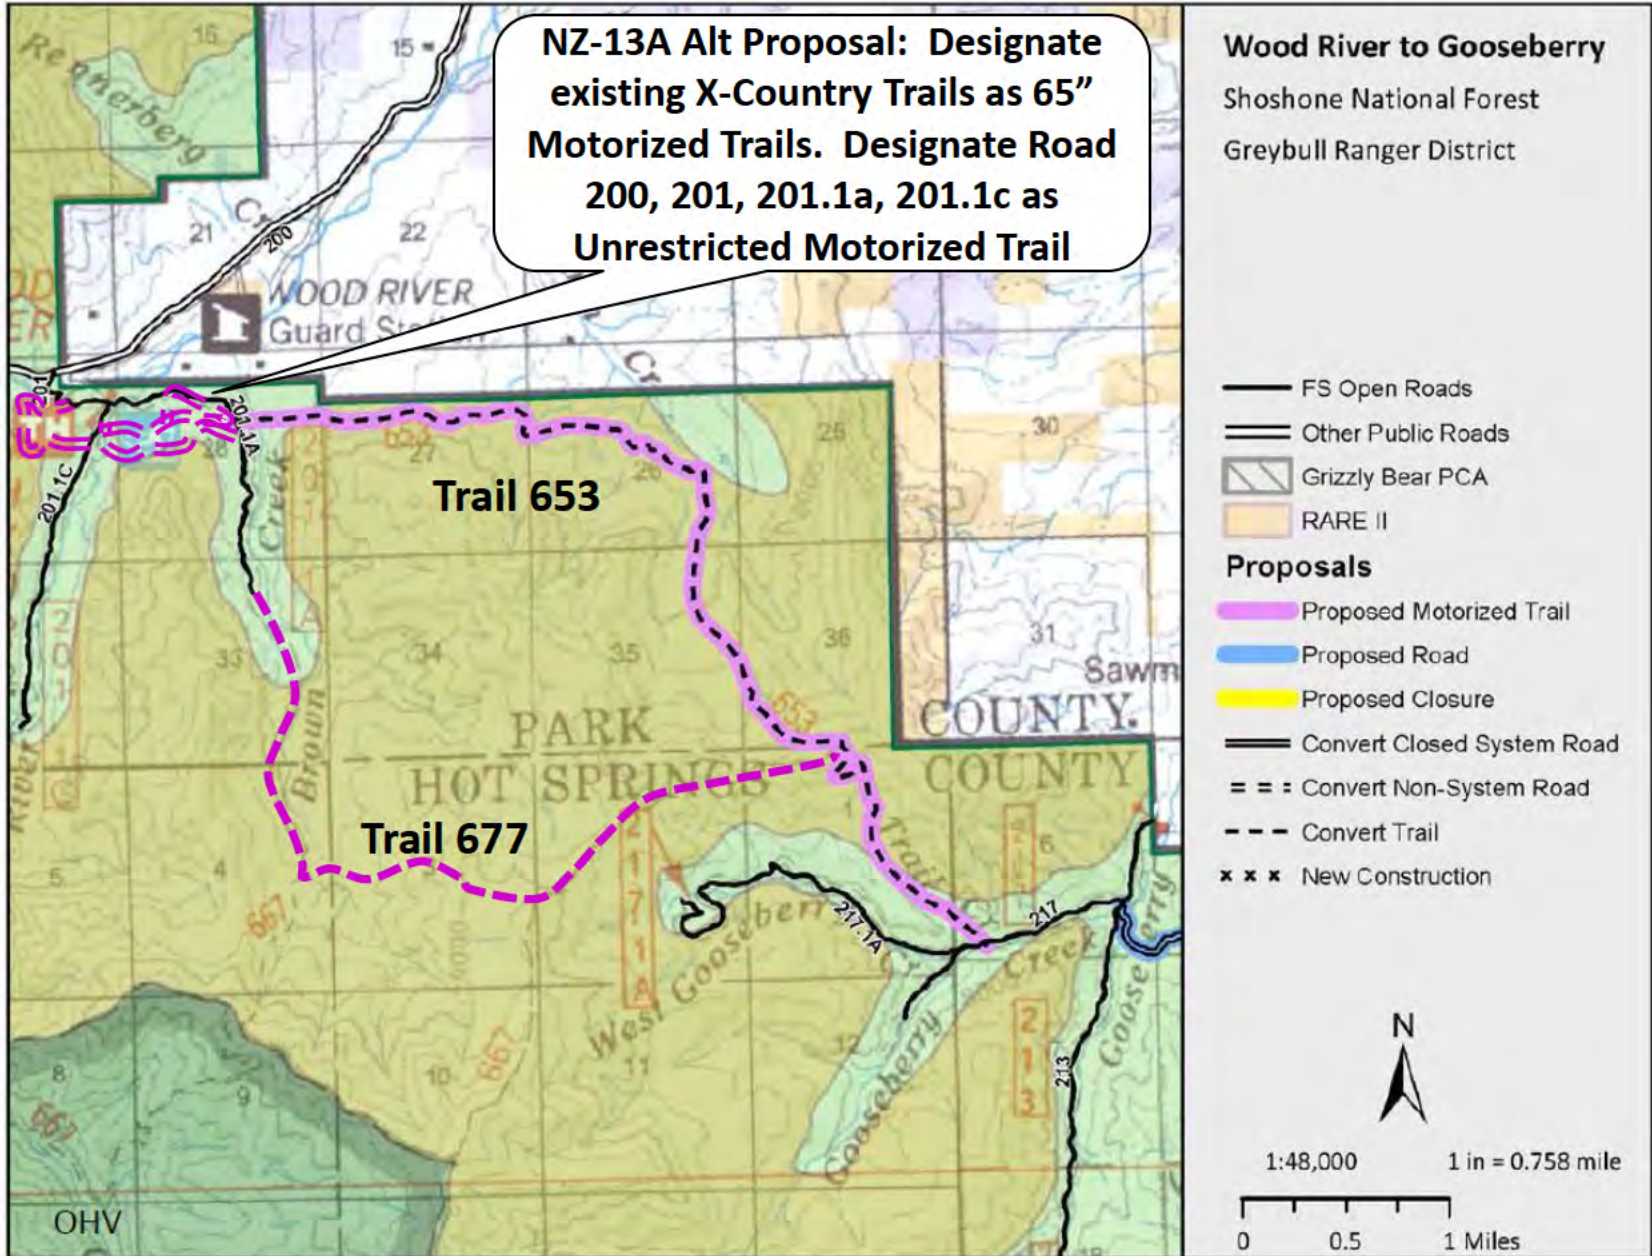 NZ-13A Alt Proposal: Designate
existing X-Country Trails as 65”
Motorized Trails. Designate Road
200, 201, 201.1a, 201.1c as
Unrestricted Motorized Trail
16
15
Rennerberg
Cr
21
200
22
WOOD RIVER
Guard
Cr
201
201.1A
28
27
26
25
30
Trail 653
Creek
201.1C
33
34
35
36
31
Sawm
653
PARK
COUNTY
HOT SPRINGS
COUNTY
Brown
River
Trail 677
5
4
1
6
Trail
667
217.1A
217
West Gooseberry
Creek
Gooseberry
Gooseberry
213
213
8
9
10
11
12
667
667
OHV
Wood River to Gooseberry
Shoshone National Forest
Greybull Ranger District
FS Open Roads
Other Public Roads
Grizzly Bear PCA
RARE II
Proposals
Proposed Motorized Trail
Proposed Road
Proposed Closure
Convert Closed System Road
Convert Non-System Road
Convert Trail
New Construction
N
1:48,000 1 in = 0.758 mile
0 0.5 1 Miles